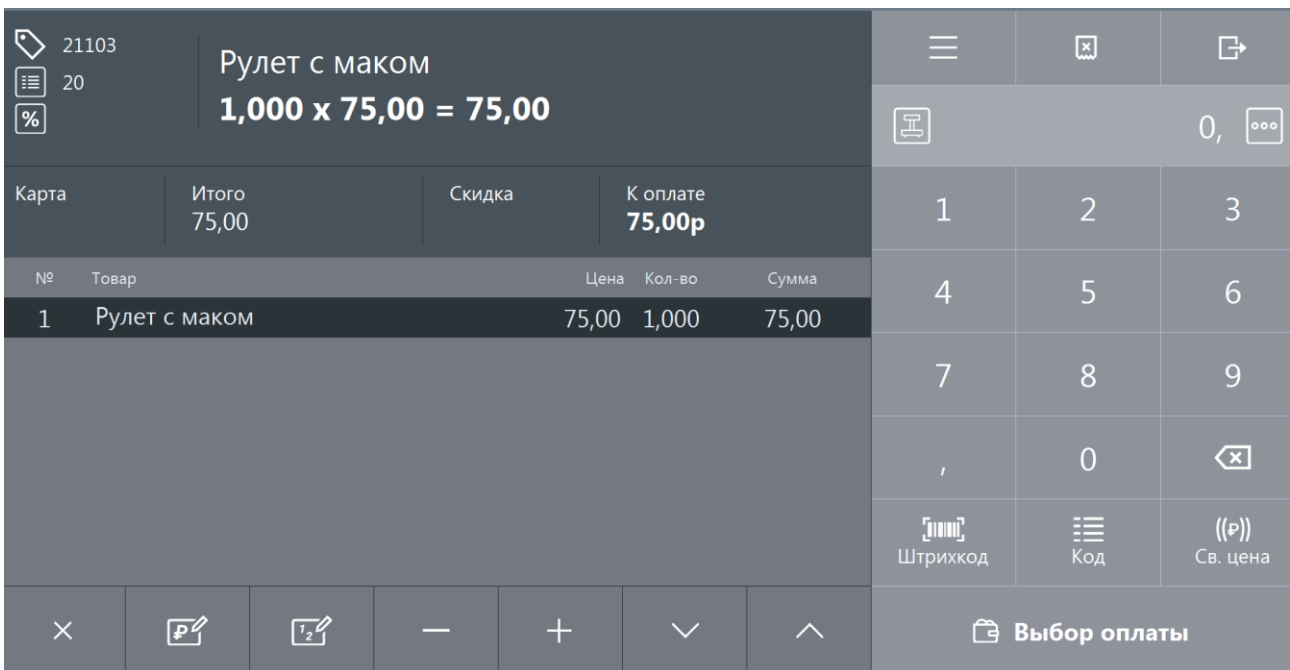 21103
20
%
Рулет с маком
1,000 x 75,00 = 75,00
0,
Карта Итого Скидка К оплате
75,00 75,00р
№ Товар Цена Кол-во Сумма
1 Рулет с маком 75,00 1,000 75,00
1 2 3
4 5 6
7 8 9
, 0
Штрихкод Код ((₽))
Св. цена
₽ 1 2
Выбор оплаты